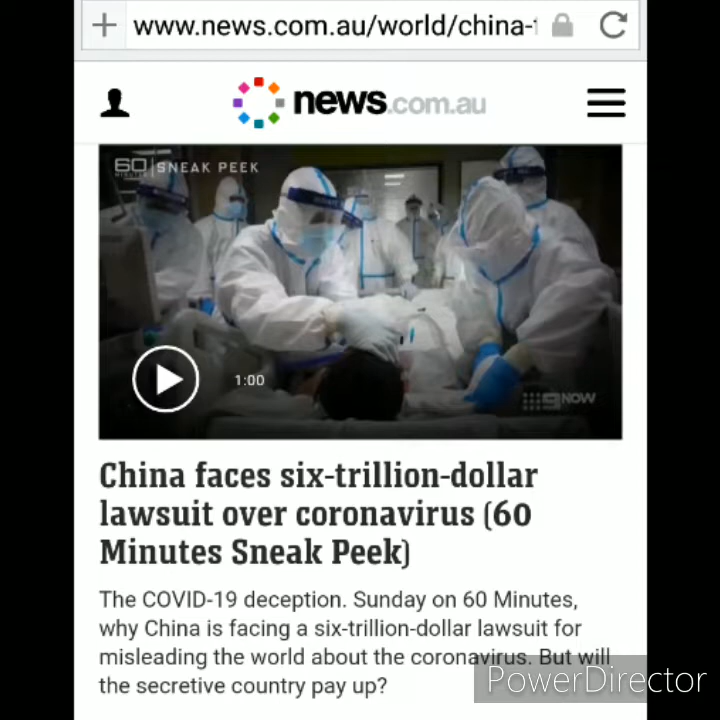 + www.news.com.au/world/china-
news.com.au
60 MINUTES | SNEAK PEEK
1:00
9NOW
China faces six-trillion-dollar
lawsuit over coronavirus (60
Minutes Sneak Peek)
The COVID-19 deception. Sunday on 60 Minutes,
why China is facing a six-trillion-dollar lawsuit for
misleading the world about the coronavirus. But will
the secretive country pay up?
PowerDirector